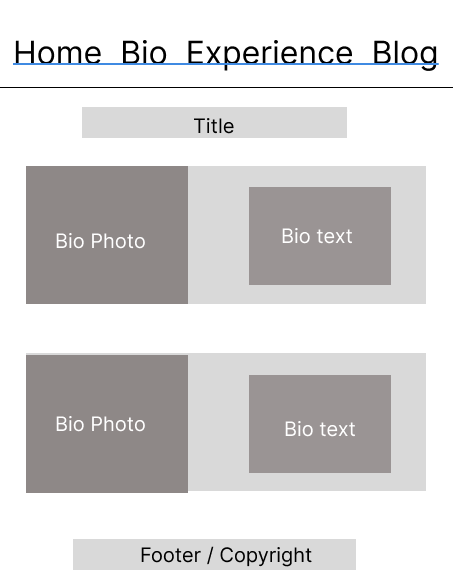 Home Bio Experience Blog
Title
Bio Photo
Bio text
Bio Photo
Bio text
Footer / Copyright